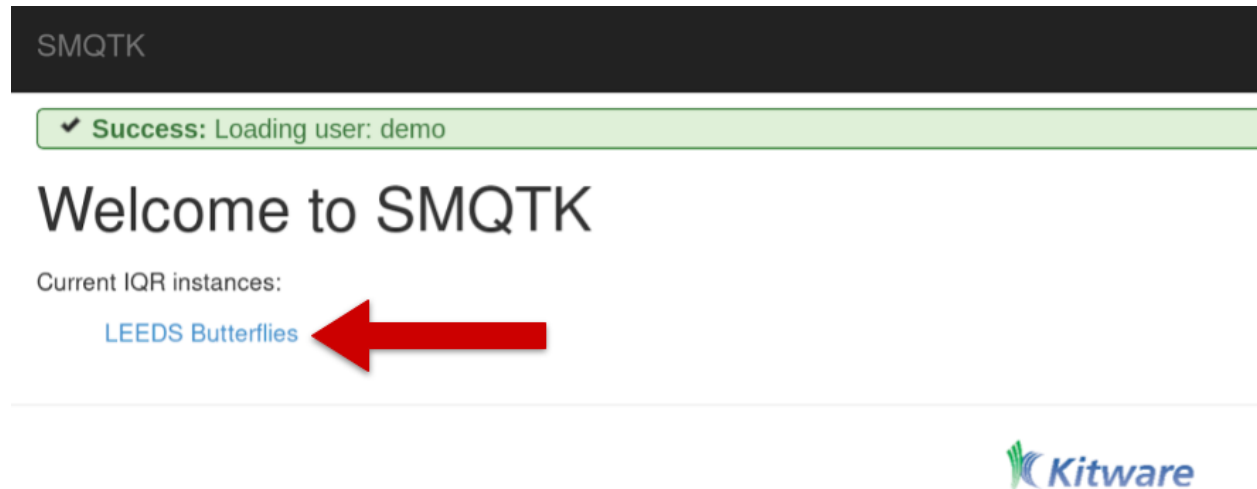 SMQTK
Success: Loading user: demo
Welcome to SMQTK
Current IQR instances:
LEEDS Butterflies
Kitware